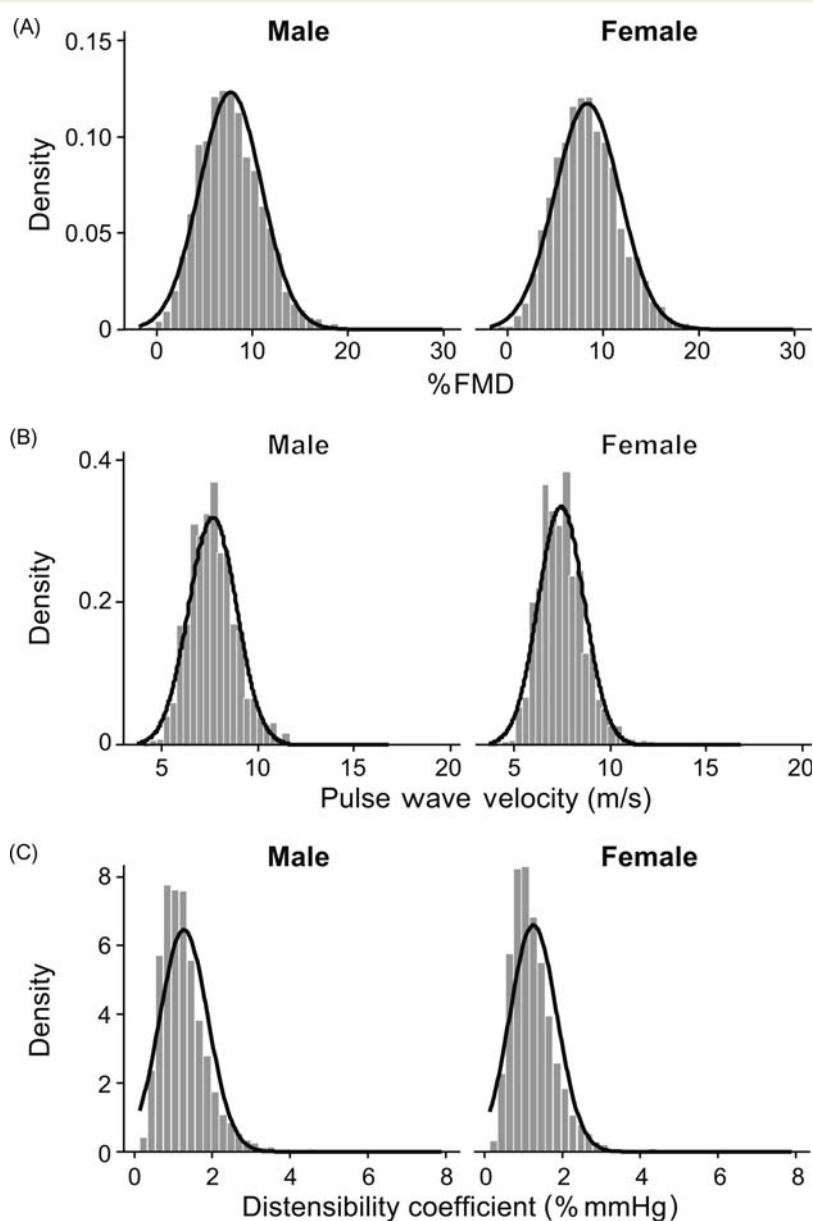 (A)
Male Female
0.15
0.10
0.05
0
Density
0 10 20 30 0 10 20 30
%FMD
(B)
Male Female
0.4
0.2
0
Density
5 10 15 20 5 10 15 20
Pulse wave velocity (m/s)
(C)
Male Female
8
6
4
2
0
Density
0 2 4 6 8 0 2 4 6 8
Distensibility coefficient (% mmHg)